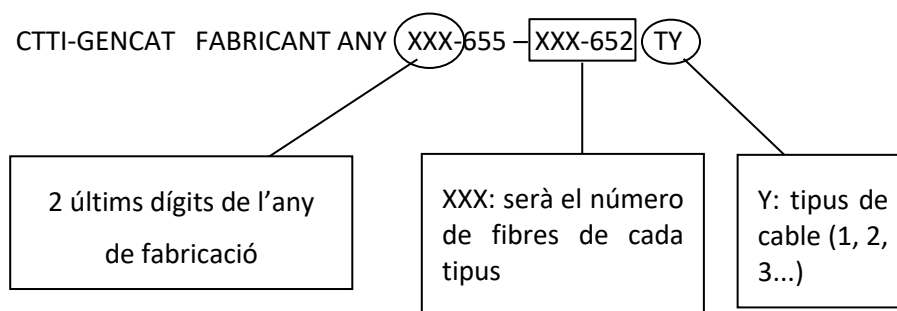 CTTI-GENCAT FABRICANT ANY XXX-655 – XXX-652 TY
2 últims dígits de l’any
de fabricació
XXX: serà el número
de fibres de cada
tipus
Y: tipus de
cable (1, 2,
3...)